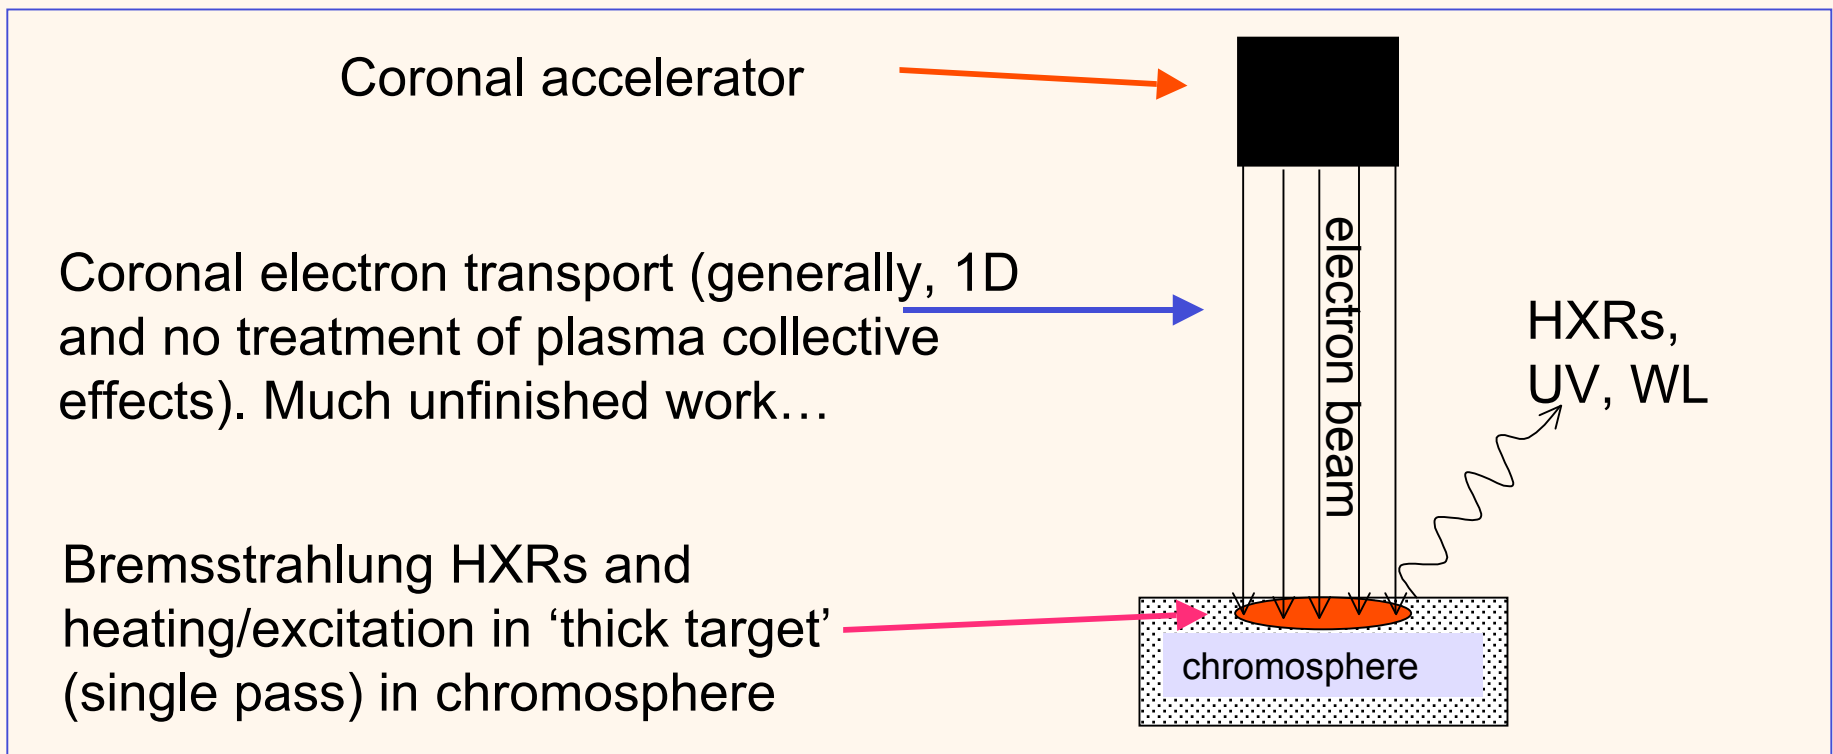 Coronal accelerator
Coronal electron transport (generally, 1D
and no treatment of plasma collective
effects). Much unfinished work…
Bremsstrahlung HXRs and
heating/excitation in ‘thick target’
(single pass) in chromosphere
electron beam
HXRs,
UV, WL
chromosphere